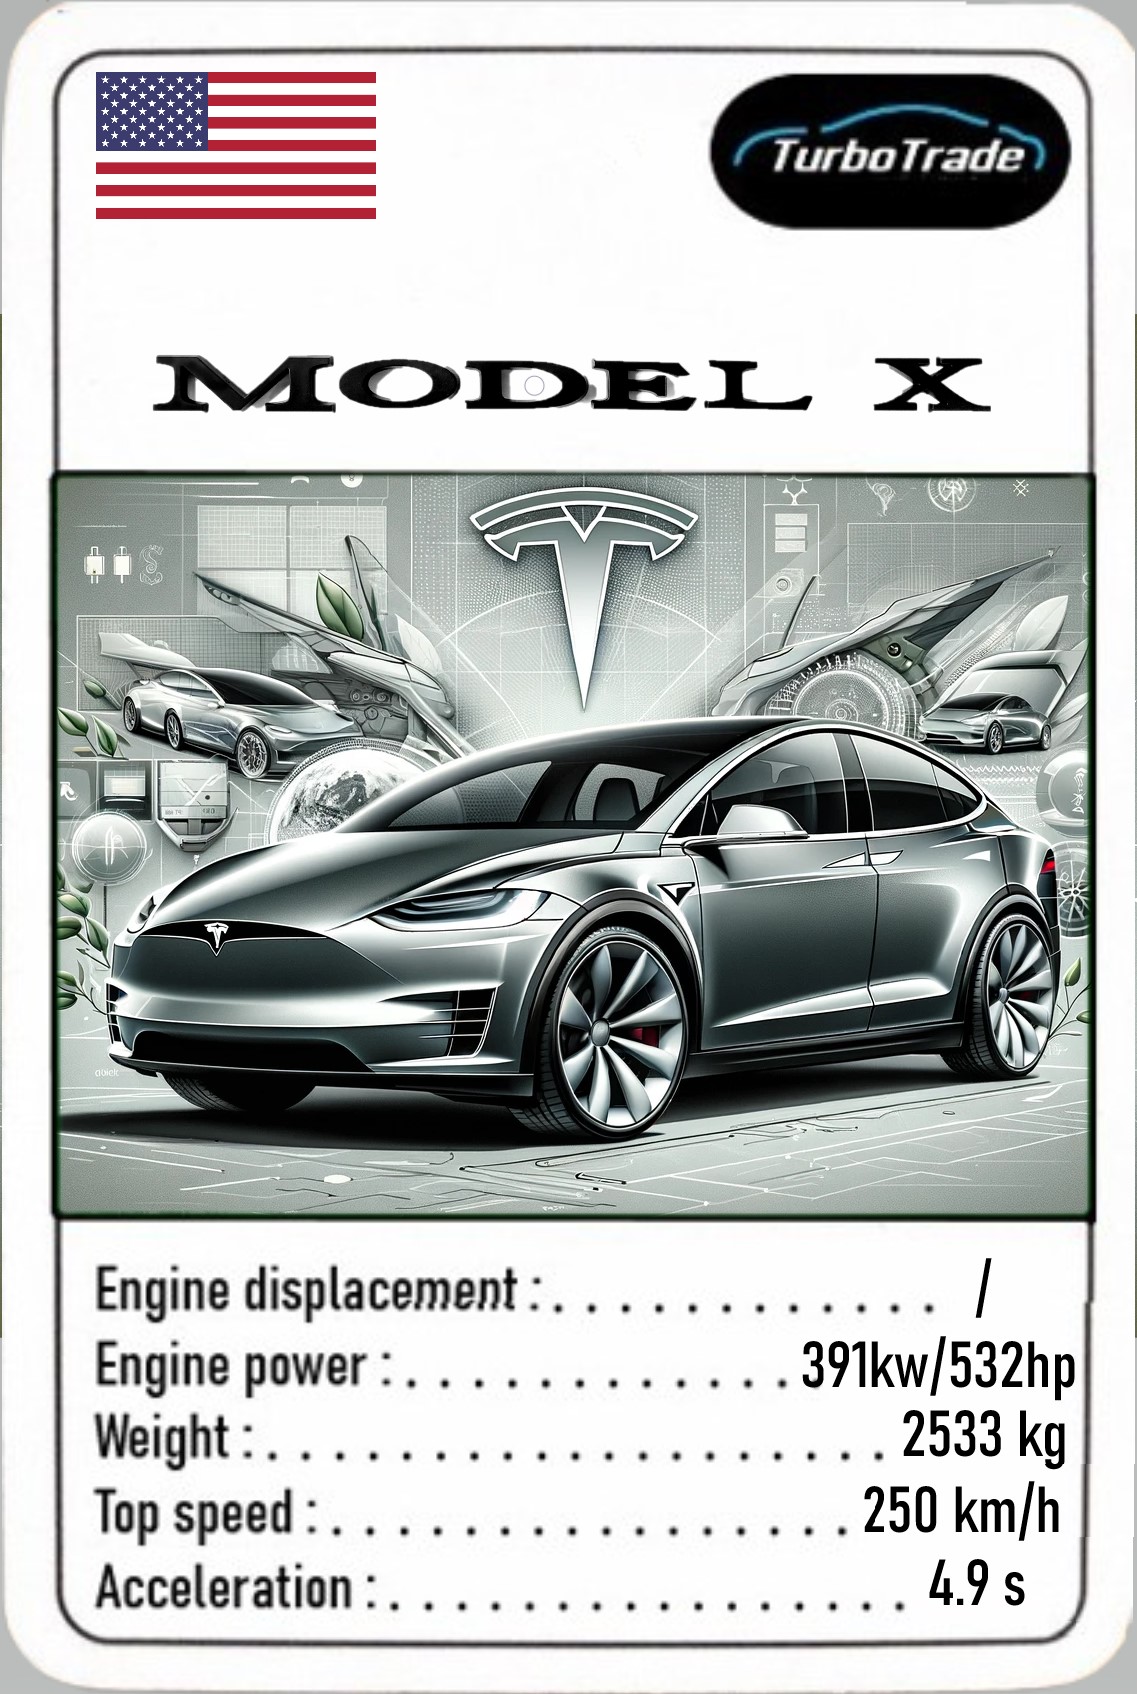 TurboTrade
MODEL X
Engine displacement : . . . . . . . . . . . . /
Engine power : . . . . . . . . . . . . . 391kw/532hp
Weight : . . . . . . . . . . . . . . . . . . . . 2533 kg
Top speed : . . . . . . . . . . . . . . . . . 250 km/h
Acceleration : . . . . . . . . . . . . . . . . . 4.9 s